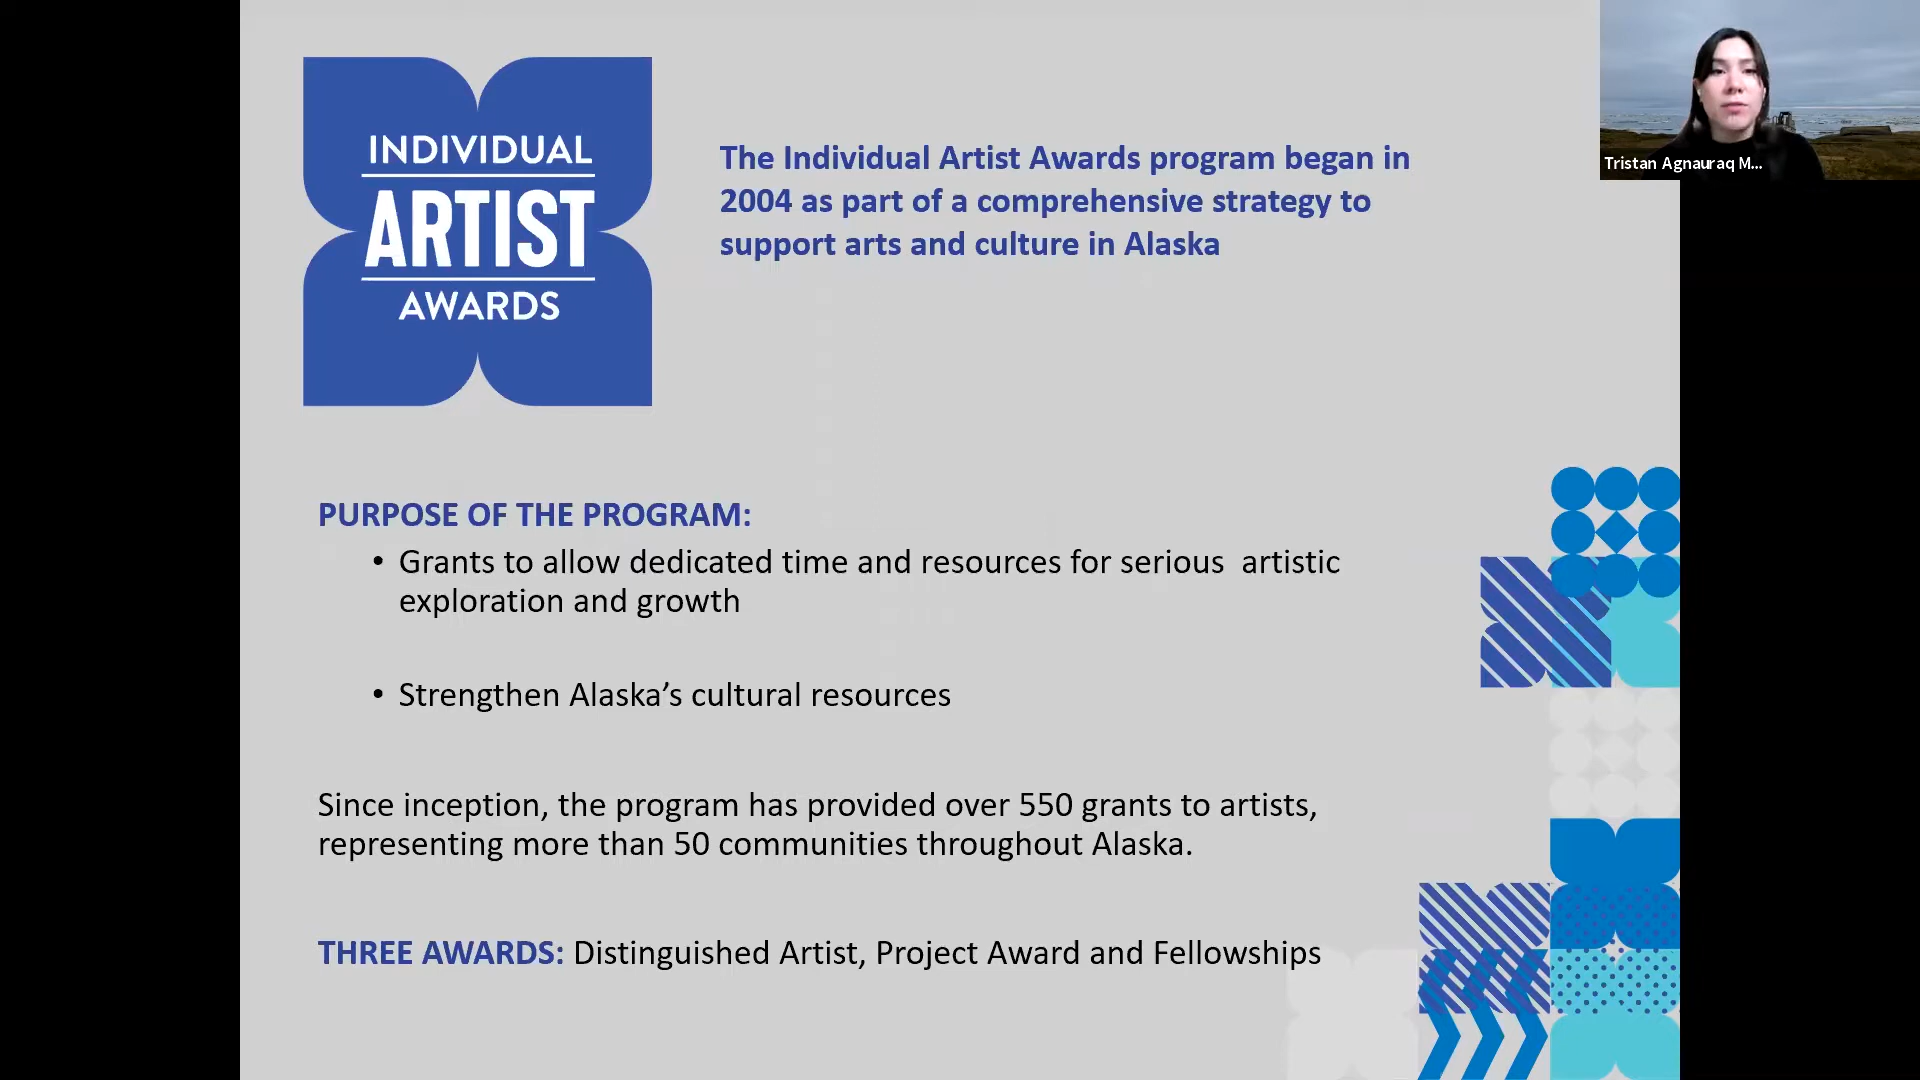 INDIVIDUAL
ARTIST
AWARDS
The Individual Artist Awards program began in
2004 as part of a comprehensive strategy to
support arts and culture in Alaska
Tristan Agnauraq M...
PURPOSE OF THE PROGRAM:
• Grants to allow dedicated time and resources for serious  artistic
exploration and growth
• Strengthen Alaska’s cultural resources
Since inception, the program has provided over 550 grants to artists,
representing more than 50 communities throughout Alaska.
THREE AWARDS: Distinguished Artist, Project Award and Fellowships